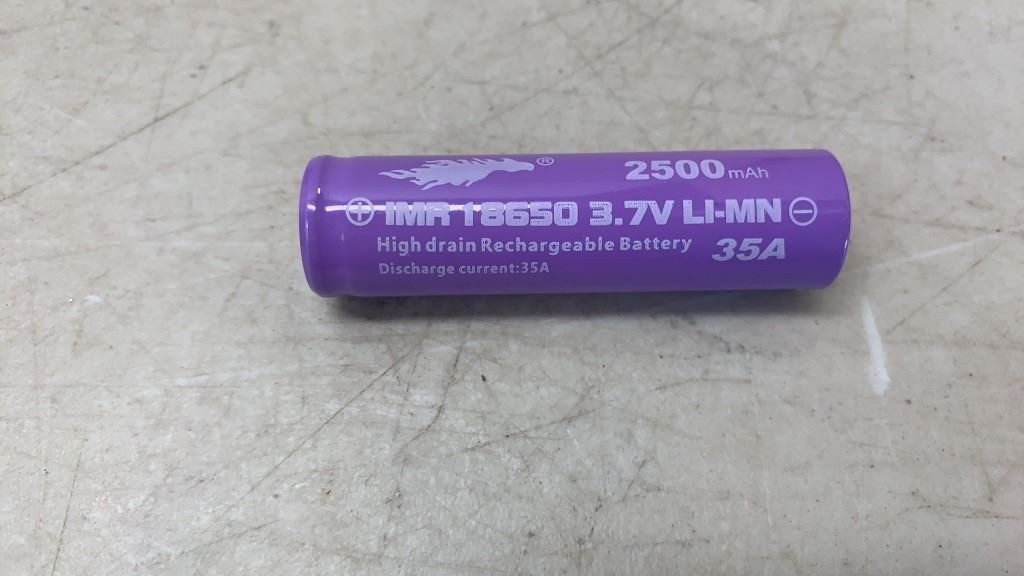 ® 2500mAh
⊕ IMR 18650 3.7V LI-MN ⊖
High drain Rechargeable Battery 35A
Discharge current:35A